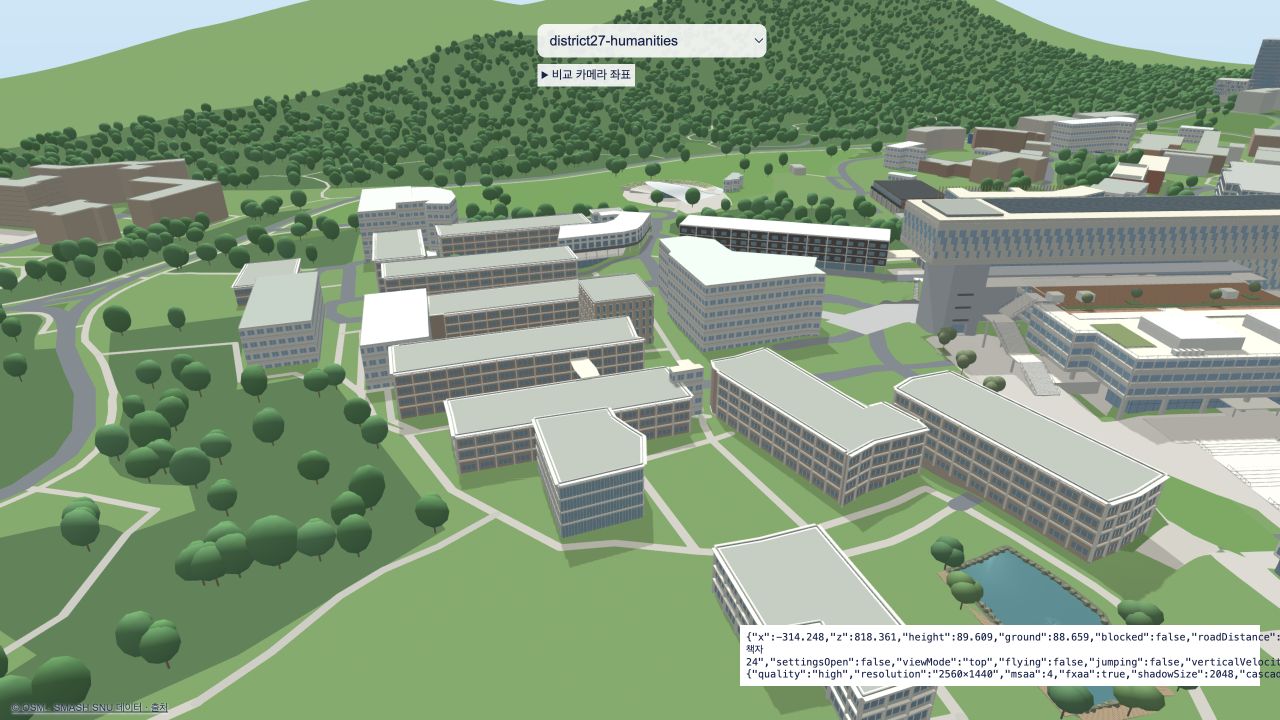 district27-humanities
▶ 비교 카메라 좌표
{"x":−314.248,"z":818.361,"height":89.609,"ground":88.659,"blocked":false,"roadDistance":
책자
24","settingsOpen":false,"viewMode":"top","flying":false,"jumping":false,"verticalVeloci
{"quality":"high","resolution":"2560×1440","msaa":4,"fxaa":true,"shadowSize":2048,"cascad
© OSM, SMASH SNU 데이터 · 출처